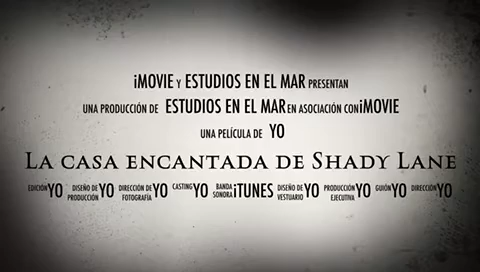 iMOVIE Y ESTUDIOS EN EL MAR PRESENTAN
UNA PRODUCCIÓN DE ESTUDIOS EN EL MAR EN ASOCIACIÓN CON iMOVIE
UNA PELÍCULA DE YO
LA CASA ENCANTADA DE SHADY LANE
EDICIÓN YO DISEÑO DE PRODUCCIÓN YO DIRECCIÓN DE FOTOGRAFÍA YO CASTING YO BANDA SONORA iTUNES DISEÑO DE VESTUARIO YO PRODUCCIÓN EJECUTIVA YO GUIÓN YO DIRECCIÓN YO